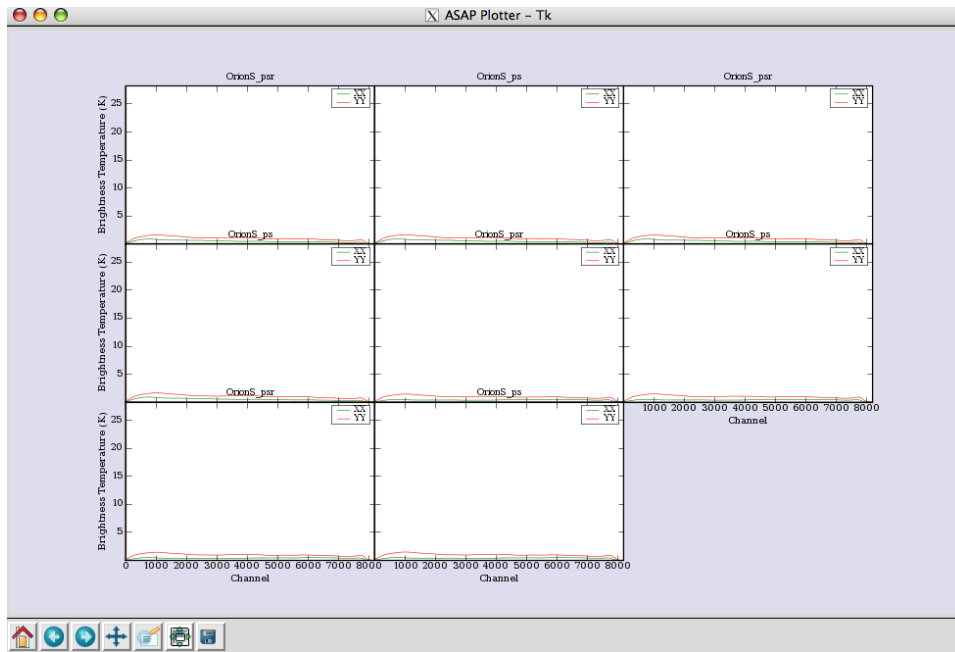 ASAP Plotter – Tk
OrionS_psr
OrionS_ps
OrionS_psr
Brightness Temperature (K)
25
20
15
10
5
XX
YY
XX
YY
XX
YY
OrionS_ps
OrionS_psr
OrionS_ps
Brightness Temperature (K)
25
20
15
10
5
XX
YY
XX
YY
XX
YY
1000 2000 3000 4000 5000 6000 7000 8000
Channel
OrionS_psr
OrionS_ps
Brightness Temperature (K)
25
20
15
10
5
XX
YY
XX
YY
0 1000 2000 3000 4000 5000 6000 7000 8000
Channel
1000 2000 3000 4000 5000 6000 7000 8000
Channel